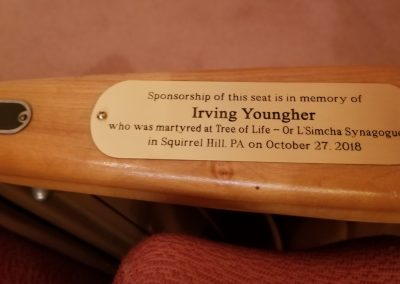 Sponsorship of this seat is in memory of
Irving Youngher
who was martyred at Tree of Life ~ Or L'Simcha Synagogue
in Squirrel Hill, PA on October 27, 2018